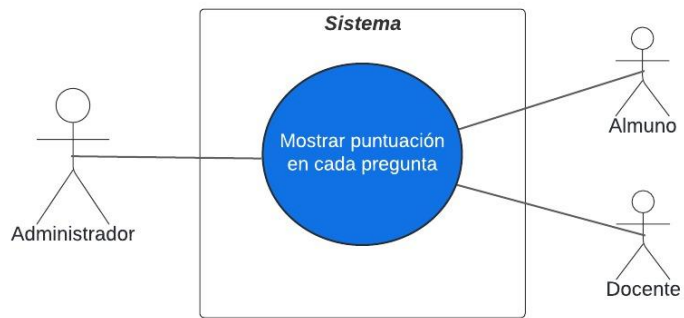 Sistema
Mostrar puntuación
en cada pregunta
Administrador
Almuno
Docente